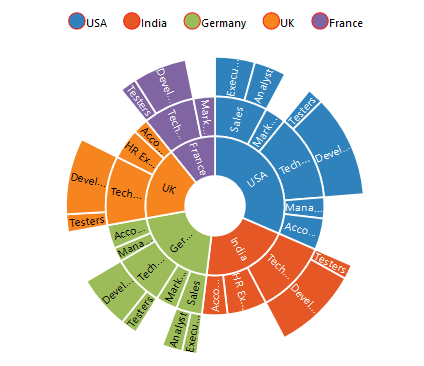 USA India Germany UK France
USA
Sales
Execu...
Analyst
Mark...
Tech...
Testers
Devel...
Mana...
Acco...
India
Tech...
Testers
Devel...
HR Ex...
Acco...
Ger...
Sales
Execu...
Analyst
Mark...
Tech...
Testers
Devel...
Mana...
Acco...
UK
Tech...
Testers
Devel...
HR Ex...
Acco...
France
Tech...
Testers
Devel...
Mark...